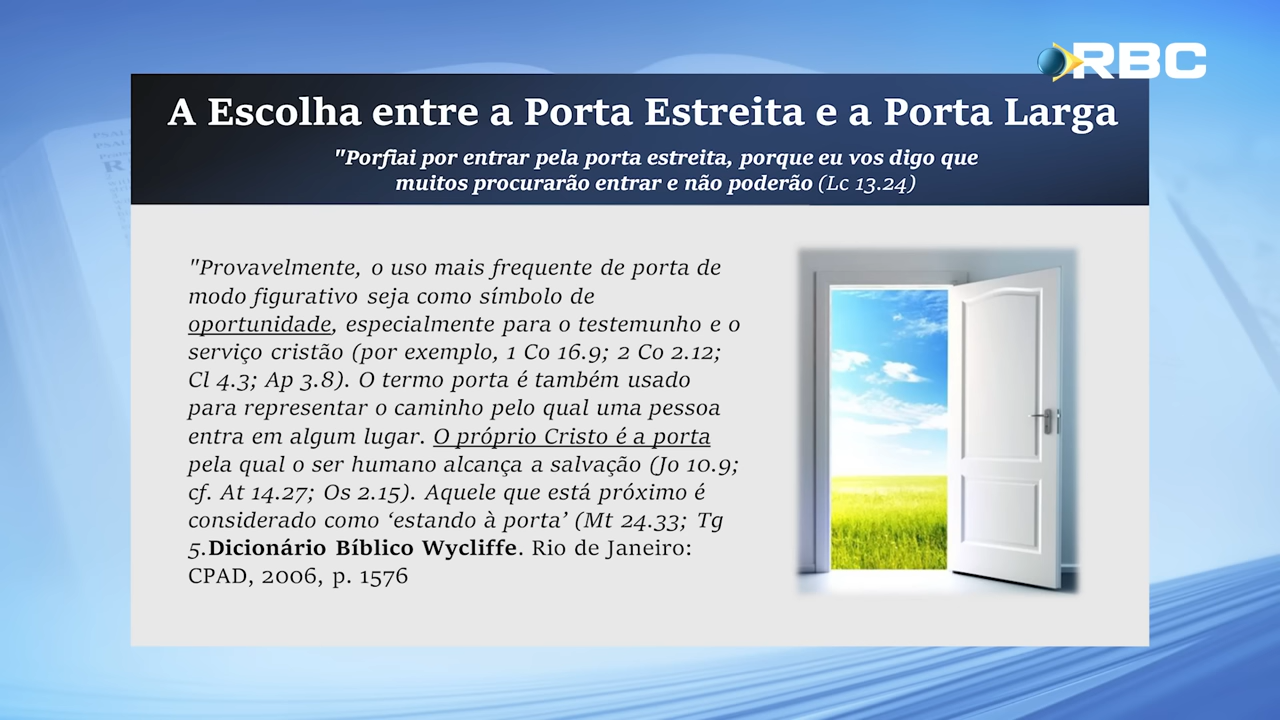 RBC
A Escolha entre a Porta Estreita e a Porta Larga
"Porfiai por entrar pela porta estreita, porque eu vos digo que
muitos procurarão entrar e não poderão (Lc 13.24)
"Provavelmente, o uso mais frequente de porta de
modo figurativo seja como símbolo de
oportunidade, especialmente para o testemunho e o
serviço cristão (por exemplo, 1 Co 16.9; 2 Co 2.12;
Cl 4.3; Ap 3.8). O termo porta é também usado
para representar o caminho pelo qual uma pessoa
entra em algum lugar. O próprio Cristo é a porta
pela qual o ser humano alcança a salvação (Jo 10.9;
cf. At 14.27; Os 2.15). Aquele que está próximo é
considerado como ‘estando à porta’ (Mt 24.33; Tg
5.Dicionário Bíblico Wycliffe. Rio de Janeiro:
CPAD, 2006, p. 1576